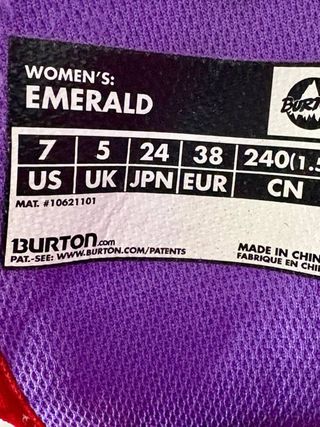 WOMEN'S:
EMERALD
7 5 24 38 240(1.5
US UK JPN EUR CN
MAT. #10621101
BURTON.com
PAT.-SEE: WWW.BURTON.COM/PATENTS
MADE IN CHIN
FABRIQUE EN CHI